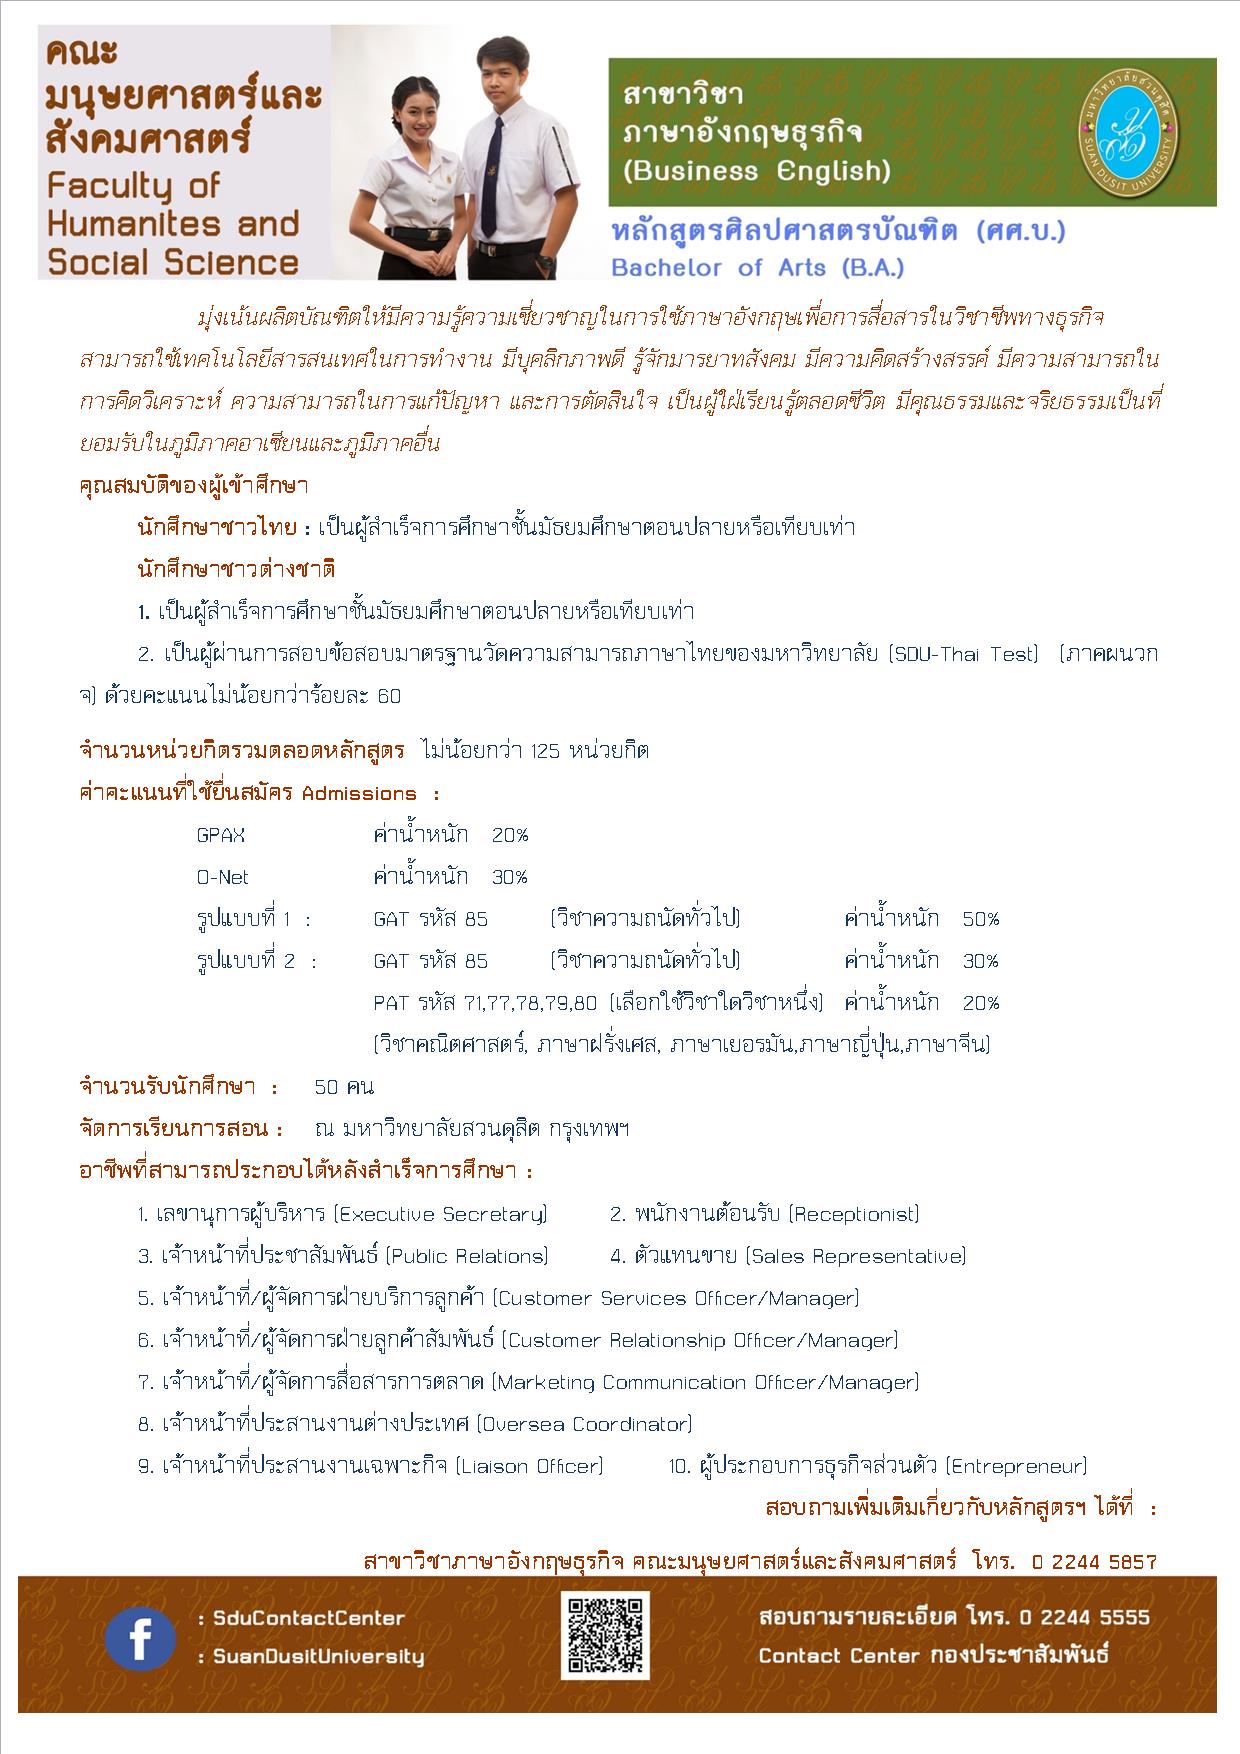 คณะ
มนุษยศาสตร์และ
สังคมศาสตร์
Faculty of
Humanites and
Social Science
สาขาวิชา
ภาษาอังกฤษธุรกิจ
(Business English)
มหาวิทยาลัยสวนดุสิต
SUAN DUSIT UNIVERSITY
หลักสูตรศิลปศาสตรบัณฑิต (ศศ.บ.)
Bachelor of Arts (B.A.)
มุ่งเน้นผลิตบัณฑิตให้มีความรู้ความเชี่ยวชาญในการใช้ภาษาอังกฤษเพื่อการสื่อสารในวิชาชีพทางธุรกิจ
สามารถใช้เทคโนโลยีสารสนเทศในการทำงาน มีบุคลิกภาพดี รู้จักมารยาทสังคม มีความคิดสร้างสรรค์ มีความสามารถใน
การคิดวิเคราะห์ ความสามารถในการแก้ปัญหา และการตัดสินใจ เป็นผู้ใฝ่เรียนรู้ตลอดชีวิต มีคุณธรรมและจริยธรรมเป็นที่
ยอมรับในภูมิภาคอาเซียนและภูมิภาคอื่น
คุณสมบัติของผู้เข้าศึกษา
นักศึกษาชาวไทย : เป็นผู้สำเร็จการศึกษาชั้นมัธยมศึกษาตอนปลายหรือเทียบเท่า
นักศึกษาชาวต่างชาติ
1. เป็นผู้สำเร็จการศึกษาชั้นมัธยมศึกษาตอนปลายหรือเทียบเท่า
2. เป็นผู้ผ่านการสอบข้อสอบมาตรฐานวัดความสามารถภาษาไทยของมหาวิทยาลัย (SDU-Thai Test) (ภาคผนวก
จ) ด้วยคะแนนไม่น้อยกว่าร้อยละ 60
จำนวนหน่วยกิตรวมตลอดหลักสูตร ไม่น้อยกว่า 125 หน่วยกิต
ค่าคะแนนที่ใช้ยื่นสมัคร Admissions :
GPAX ค่าน้ำหนัก 20%
O-Net ค่าน้ำหนัก 30%
รูปแบบที่ 1 : GAT รหัส 85 (วิชาความถนัดทั่วไป) ค่าน้ำหนัก 50%
รูปแบบที่ 2 : GAT รหัส 85 (วิชาความถนัดทั่วไป) ค่าน้ำหนัก 30%
PAT รหัส 71,77,78,79,80 (เลือกใช้วิชาใดวิชาหนึ่ง) ค่าน้ำหนัก 20%
(วิชาคณิตศาสตร์, ภาษาฝรั่งเศส, ภาษาเยอรมัน,ภาษาญี่ปุ่น,ภาษาจีน)
จำนวนรับนักศึกษา : 50 คน
จัดการเรียนการสอน : ณ มหาวิทยาลัยสวนดุสิต กรุงเทพฯ
อาชีพที่สามารถประกอบได้หลังสำเร็จการศึกษา :
1. เลขานุการผู้บริหาร (Executive Secretary) 2. พนักงานต้อนรับ (Receptionist)
3. เจ้าหน้าที่ประชาสัมพันธ์ (Public Relations) 4. ตัวแทนขาย (Sales Representative)
5. เจ้าหน้าที่/ผู้จัดการฝ่ายบริการลูกค้า (Customer Services Officer/Manager)
6. เจ้าหน้าที่/ผู้จัดการฝ่ายลูกค้าสัมพันธ์ (Customer Relationship Officer/Manager)
7. เจ้าหน้าที่/ผู้จัดการสื่อสารการตลาด (Marketing Communication Officer/Manager)
8. เจ้าหน้าที่ประสานงานต่างประเทศ (Oversea Coordinator)
9. เจ้าหน้าที่ประสานงานเฉพาะกิจ (Liaison Officer) 10. ผู้ประกอบการธุรกิจส่วนตัว (Entrepreneur)
สอบถามเพิ่มเติมเกี่ยวกับหลักสูตรฯ ได้ที่ :
สาขาวิชาภาษาอังกฤษธุรกิจ คณะมนุษยศาสตร์และสังคมศาสตร์ โทร. 0 2244 5857
f : SduContactCenter
: SuanDusitUniversity
สอบถามรายละเอียด โทร. 0 2244 5555
Contact Center กองประชาสัมพันธ์